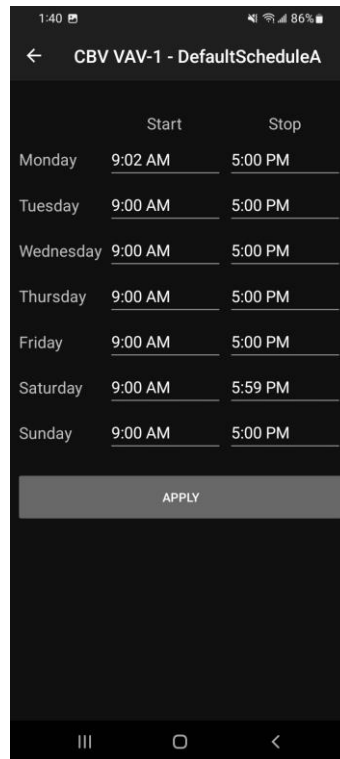 1:40 86%
CBV VAV-1 - DefaultScheduleA
Start Stop
Monday 9:02 AM 5:00 PM
Tuesday 9:00 AM 5:00 PM
Wednesday 9:00 AM 5:00 PM
Thursday 9:00 AM 5:00 PM
Friday 9:00 AM 5:00 PM
Saturday 9:00 AM 5:59 PM
Sunday 9:00 AM 5:00 PM
APPLY